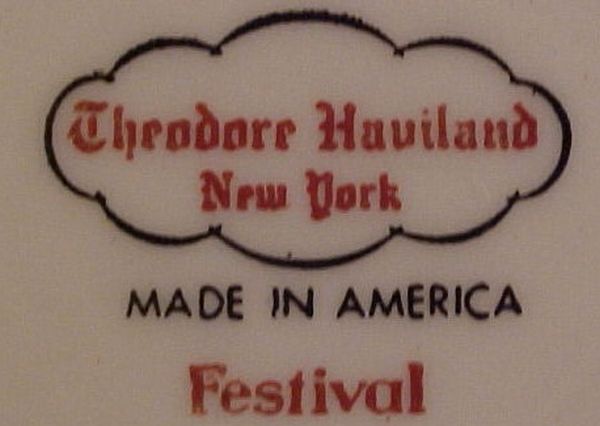 Theodore Haviland
New York
MADE IN AMERICA
Festival